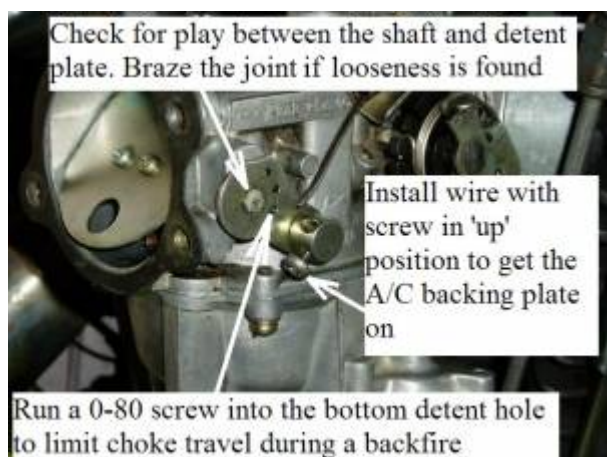 Check for play between the shaft and detent
plate. Braze the joint if looseness is found
Install wire with
screw in 'up'
position to get the
A/C backing plate
on
Run a 0-80 screw into the bottom detent hole
to limit choke travel during a backfire